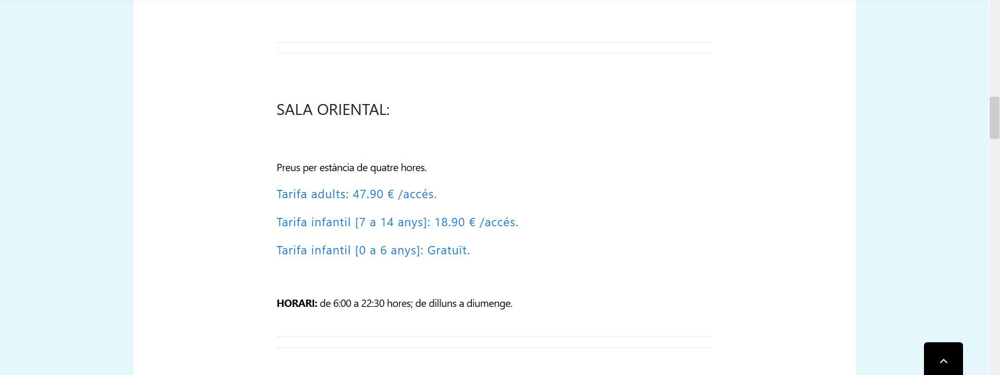 SALA ORIENTAL:
Preus per estància de quatre hores.
Tarifa adults: 47.90 € /accés.
Tarifa infantil [7 a 14 anys]: 18.90 € /accés.
Tarifa infantil [0 a 6 anys]: Gratuït.
HORARI: de 6:00 a 22:30 hores; de dilluns a diumenge.